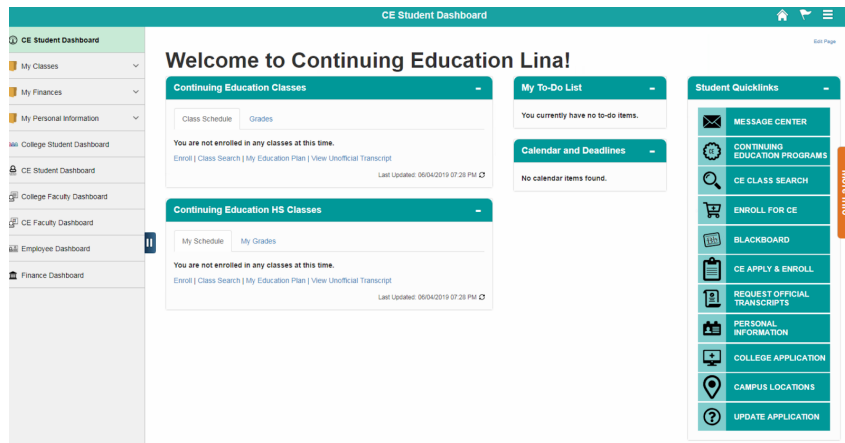 CE Student Dashboard
CE Student Dashboard
My Classes
My Finances
My Personal Information
College Student Dashboard
CE Student Dashboard
College Faculty Dashboard
CE Faculty Dashboard
Employee Dashboard
Finance Dashboard
Edit Page
Welcome to Continuing Education Lina!
Continuing Education Classes
Class Schedule Grades
You are not enrolled in any classes at this time.
Enroll | Class Search | My Education Plan | View Unofficial Transcript
Last Updated: 06/04/2019 07:28 PM
Continuing Education HS Classes
My Schedule My Grades
You are not enrolled in any classes at this time.
Enroll | Class Search | My Education Plan | View Unofficial Transcript
Last Updated: 06/04/2019 07:28 PM
My To-Do List
You currently have no to-do items.
Calendar and Deadlines
No calendar items found.
Student Quicklinks
MESSAGE CENTER
CONTINUING
EDUCATION PROGRAMS
CE CLASS SEARCH
ENROLL FOR CE
BLACKBOARD
CE APPLY & ENROLL
REQUEST OFFICIAL
TRANSCRIPTS
PERSONAL
INFORMATION
COLLEGE APPLICATION
CAMPUS LOCATIONS
UPDATE APPLICATION